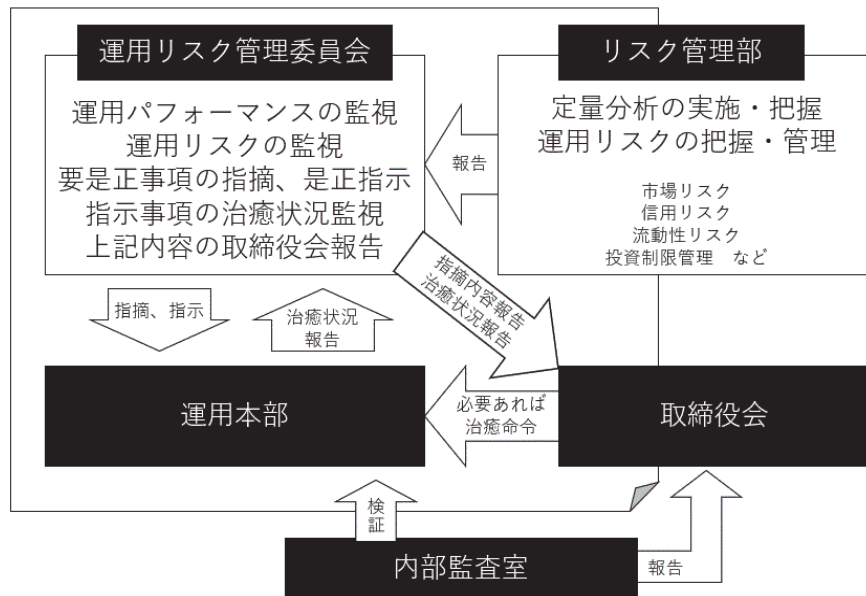 運用リスク管理委員会
運用パフォーマンスの監視
運用リスクの監視
要是正事項の指摘、是正指示
指示事項の治癒状況監視
上記内容の取締役会報告
リスク管理部
定量分析の実施・把握
運用リスクの把握・管理
市場リスク
信用リスク
流動性リスク
投資制限管理　など
報告
指摘内容報告
治癒状況報告
指摘、指示
治癒状況
報告
運用本部
必要あれば
治癒命令
取締役会
検証
内部監査室
報告